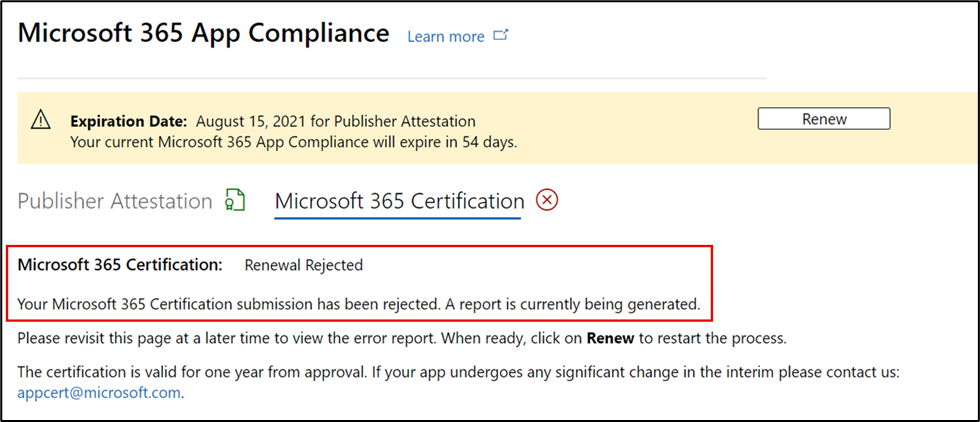 Microsoft 365 App Compliance Learn more
Expiration Date: August 15, 2021 for Publisher Attestation
Renew
Your current Microsoft 365 App Compliance will expire in 54 days.
Publisher Attestation Microsoft 365 Certification
Microsoft 365 Certification: Renewal Rejected
Your Microsoft 365 Certification submission has been rejected. A report is currently being generated.
Please revisit this page at a later time to view the error report. When ready, click on Renew to restart the process.
The certification is valid for one year from approval. If your app undergoes any significant change in the interim please contact us:
appcert@microsoft.com.